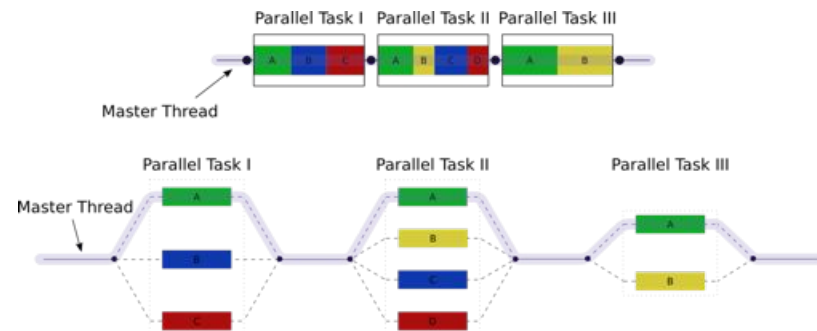 Parallel Task I Parallel Task II Parallel Task III
A B C A B C D A B
Master Thread
Parallel Task I Parallel Task II Parallel Task III
A A
Master Thread
A
B
B
C
B
C D